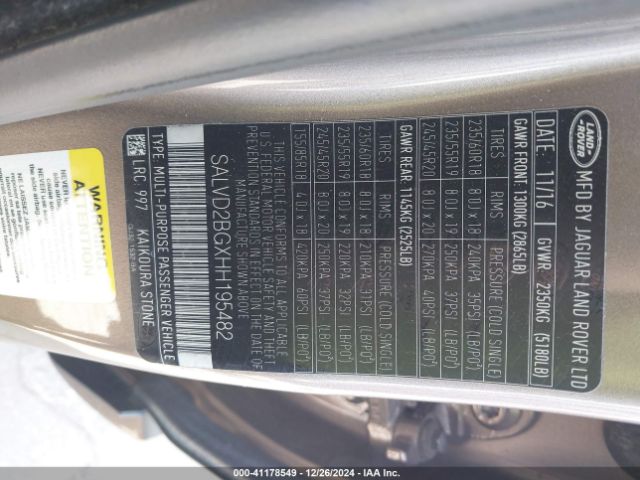 LAND-
ROVER
MFD BY JAGUAR LAND ROVER LTD
DATE: 11/16 GVWR: 2350KG (5180LB)
GAWR FRONT: 1300KG (2865LB)
TIRES RIMS PRESSURE (COLD SINGLE)
235/60R18 8.0J x 18 240KPA 35PSI (LB/PO²)
235/55R19 8.0J x 19 250KPA 37PSI (LB/PO²)
245/45R20 8.0J x 20 270KPA 40PSI (LB/PO²)
GAWR REAR: 1145KG (2525LB)
TIRES RIMS PRESSURE (COLD SINGLE)
235/60R18 8.0J x 18 210KPA 31PSI (LB/PO²)
235/55R19 8.0J x 19 220KPA 32PSI (LB/PO²)
245/45R20 8.0J x 20 250KPA 37PSI (LB/PO²)
155/85R18 4.0J x 18 420KPA 60PSI (LB/PO²)
THIS VEHICLE CONFORMS TO ALL APPLICABLE
U.S. FEDERAL MOTOR VEHICLE SAFETY AND THEFT
PREVENTION STANDARDS IN EFFECT ON THE DATE
OF MANUFACTURE SHOWN ABOVE.
SALVD2BGXHH195482
TYPE: MULTI-PURPOSE PASSENGER VEHICLE
LRC: 997 KAIKOURA STONE
ATTENTION
000-41178549 - 12/26/2024 - IAA Inc.